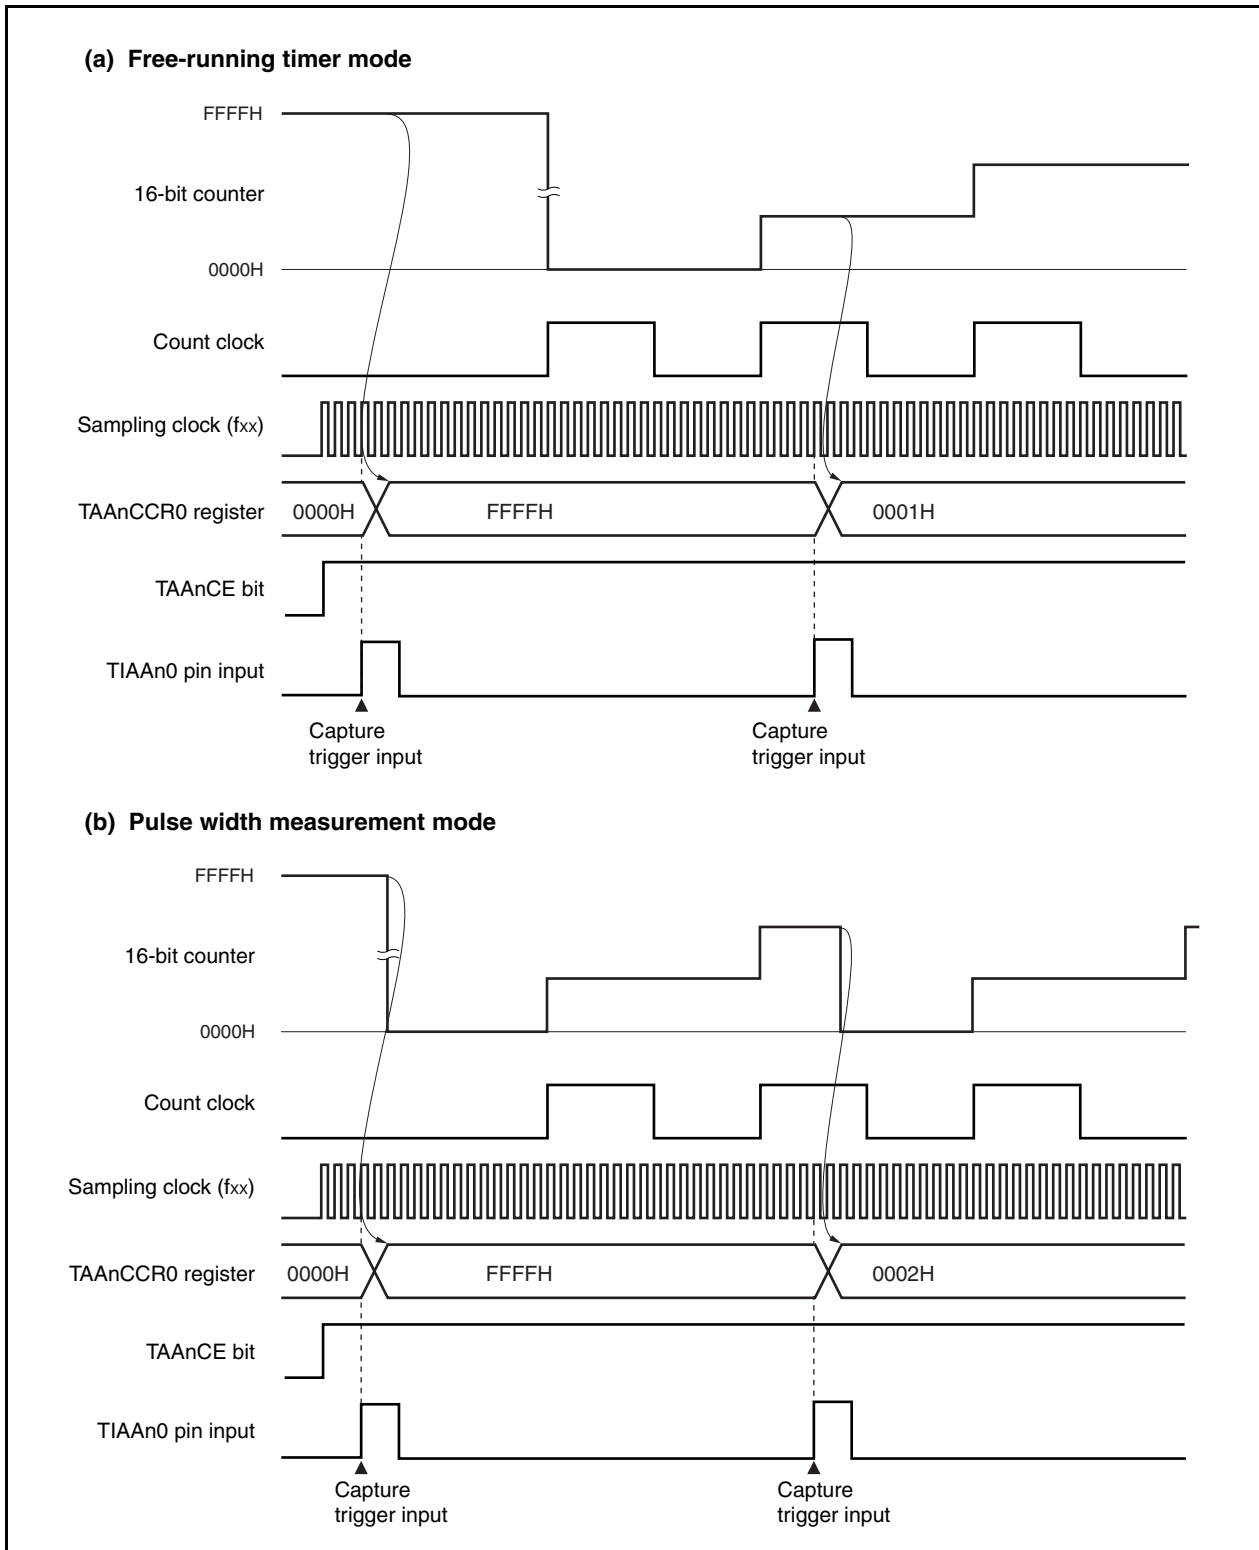 (a) Free-running timer mode
FFFFH
16-bit counter
0000H
Count clock
Sampling clock (fxx)
TAAnCCR0 register
0000H
FFFFH
0001H
TAAnCE bit
TIAAn0 pin input
Capture
trigger input
Capture
trigger input
(b) Pulse width measurement mode
FFFFH
16-bit counter
0000H
Count clock
Sampling clock (fxx)
TAAnCCR0 register
0000H
FFFFH
0002H
TAAnCE bit
TIAAn0 pin input
Capture
trigger input
Capture
trigger input